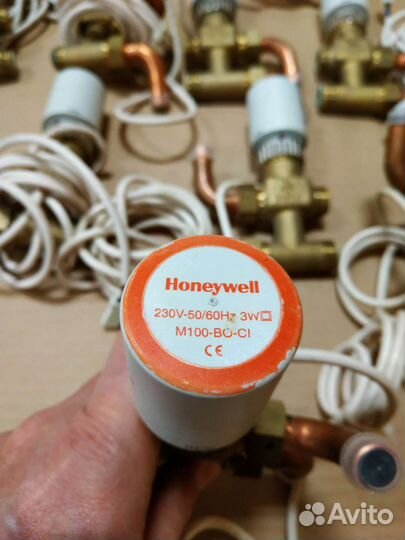 Honeywell
230V-50/60Hz 3W
M100-BO-CI
CE
Avito